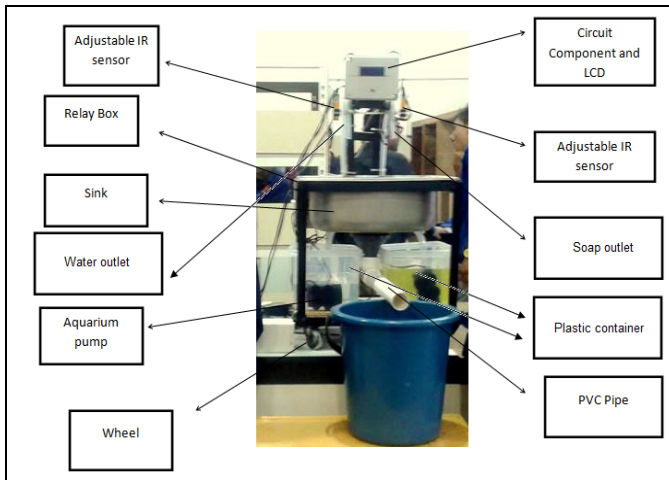 Adjustable IR
sensor
Relay Box
Sink
Water outlet
Aquarium
pump
Wheel
Circuit
Component and
LCD
Adjustable IR
sensor
Soap outlet
Plastic container
PVC Pipe